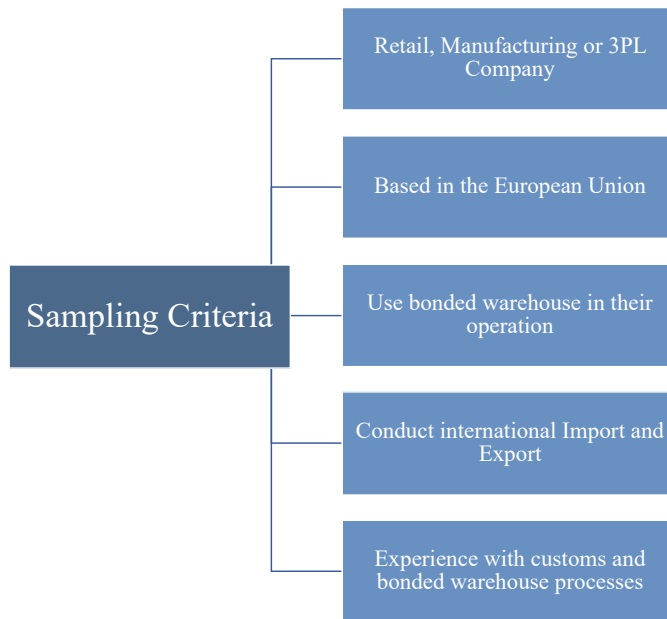 Sampling Criteria
Retail, Manufacturing or 3PL
Company
Based in the European Union
Use bonded warehouse in their
operation
Conduct international Import and
Export
Experience with customs and
bonded warehouse processes